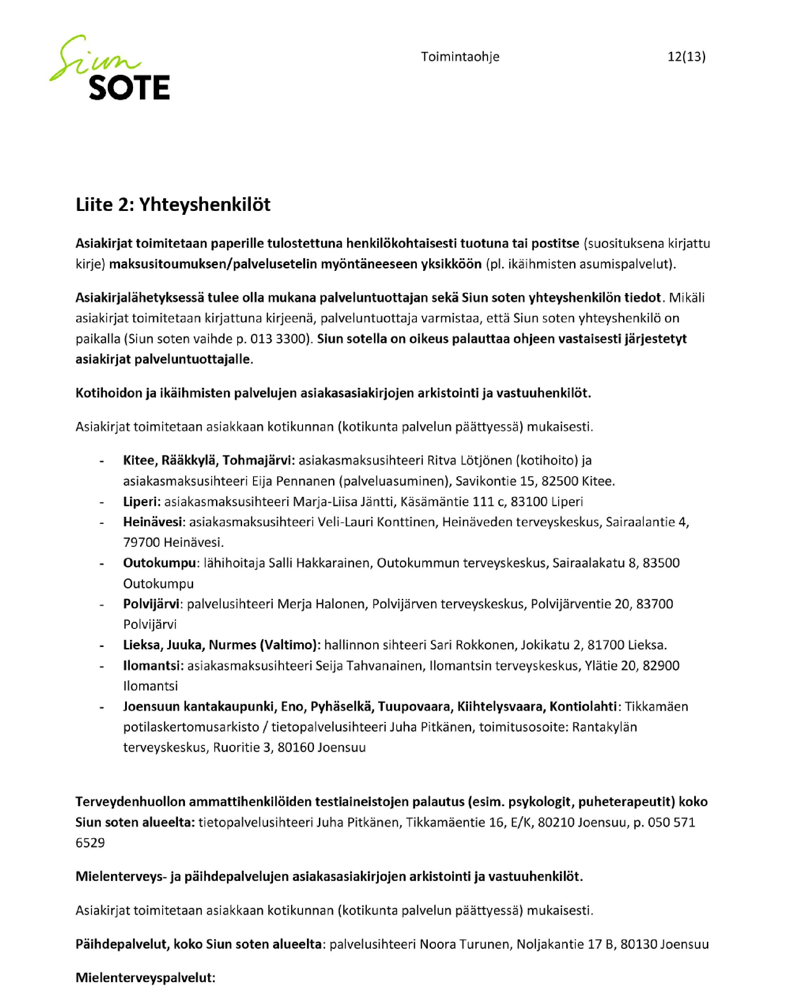 Siun
SOTE
Toimintaohje 12(13)
Liite 2: Yhteyshenkilöt
Asiakirjat toimitetaan paperille tulostettuna henkilökohtaisesti tuotuna tai postitse (suosituksena kirjattu
kirje) maksusitoumuksen/palvelusetelin myöntäneeseen yksikköön (pl. ikäihmisten asumispalvelut).
Asiakirjalähetyksessä tulee olla mukana palveluntuottajan sekä Siun soten yhteyshenkilön tiedot. Mikäli
asiakirjat toimitetaan kirjattuna kirjeenä, palveluntuottaja varmistaa, että Siun soten yhteyshenkilö on
paikalla (Siun soten vaihde p. 013 3300). Siun sotella on oikeus palauttaa ohjeen vastaisesti järjestetyt
asiakirjat palveluntuottajalle.
Kotihoidon ja ikäihmisten palvelujen asiakasasiakirjojen arkistointi ja vastuuhenkilöt.
Asiakirjat toimitetaan asiakkaan kotikunnan (kotikunta palvelun päättyessä) mukaisesti.
- Kitee, Rääkkylä, Tohmajärvi: asiakasmaksusihteeri Ritva Lötjönen (kotihoito) ja
asiakasmaksusihteeri Eija Pennanen (palveluasuminen), Savikontie 15, 82500 Kitee.
- Liperi: asiakasmaksusihteeri Marja-Liisa Jäntti, Käsämäntie 111 c, 83100 Liperi
- Heinävesi: asiakasmaksusihteeri Veli-Lauri Konttinen, Heinäveden terveyskeskus, Sairaalantie 4,
79700 Heinävesi.
- Outokumpu: lähihoitaja Salli Hakkarainen, Outokummun terveyskeskus, Sairaalakatu 8, 83500
Outokumpu
- Polvijärvi: palvelusihteeri Merja Halonen, Polvijärven terveyskeskus, Polvijärventie 20, 83700
Polvijärvi
- Lieksa, Juuka, Nurmes (Valtimo): hallinnon sihteeri Sari Rokkonen, Jokikatu 2, 81700 Lieksa.
- Ilomantsi: asiakasmaksusihteeri Seija Tahvanainen, Ilomantsin terveyskeskus, Ylätie 20, 82900
Ilomantsi
- Joensuun kantakaupunki, Eno, Pyhäselkä, Tuupovaara, Kiihtelysvaara, Kontiolahti: Tikkamäen
potilaskertomusarkisto / tietopalvelusihteeri Juha Pitkänen, toimitusosoite: Rantakylän
terveyskeskus, Ruoritie 3, 80160 Joensuu
Terveydenhuollon ammattihenkilöiden testiaineistojen palautus (esim. psykologit, puheterapeutit) koko
Siun soten alueelta: tietopalvelusihteeri Juha Pitkänen, Tikkamäentie 16, E/K, 80210 Joensuu, p. 050 571
6529
Mielenterveys- ja päihdepalvelujen asiakasasiakirjojen arkistointi ja vastuuhenkilöt.
Asiakirjat toimitetaan asiakkaan kotikunnan (kotikunta palvelun päättyessä) mukaisesti.
Päihdepalvelut, koko Siun soten alueelta: palvelusihteeri Noora Turunen, Noljakantie 17 B, 80130 Joensuu
Mielenterveyspalvelut: